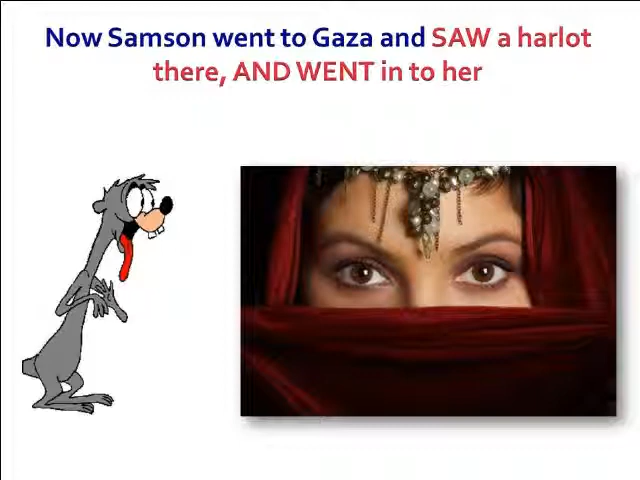 Now Samson went to Gaza and SAW a harlot
there, AND WENT in to her